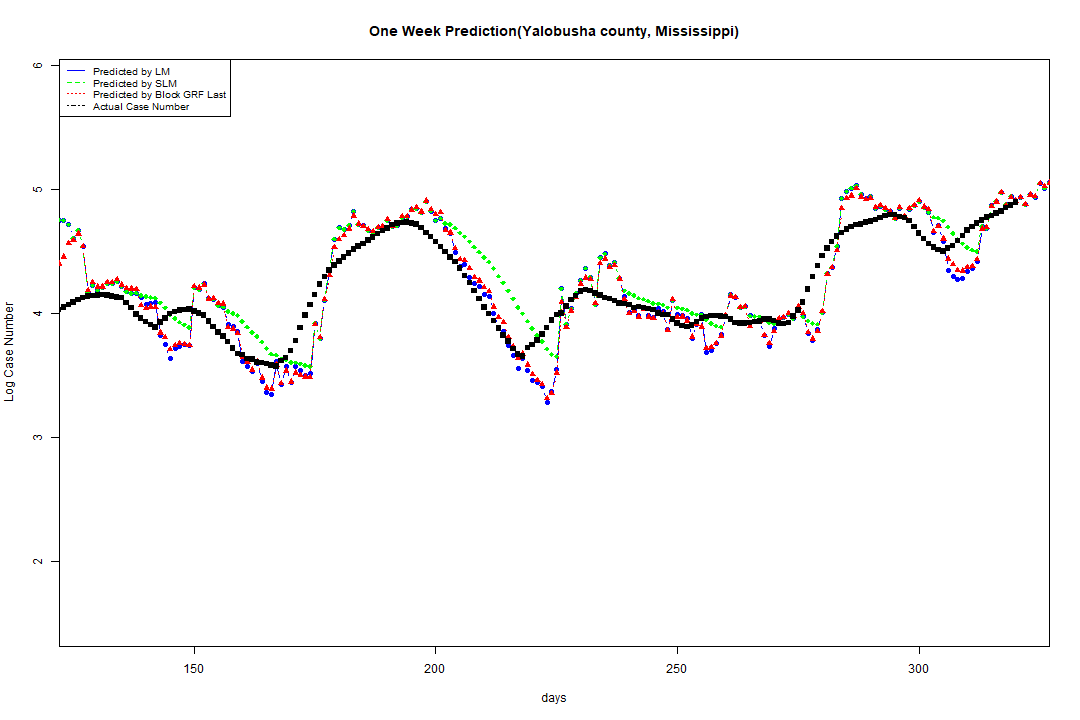 One Week Prediction(Yalobusha county, Mississippi)
Predicted by LM
Predicted by SLM
Predicted by Block GRF Last
Actual Case Number
Log Case Number
6
5
4
3
2
150
200
250
300
days